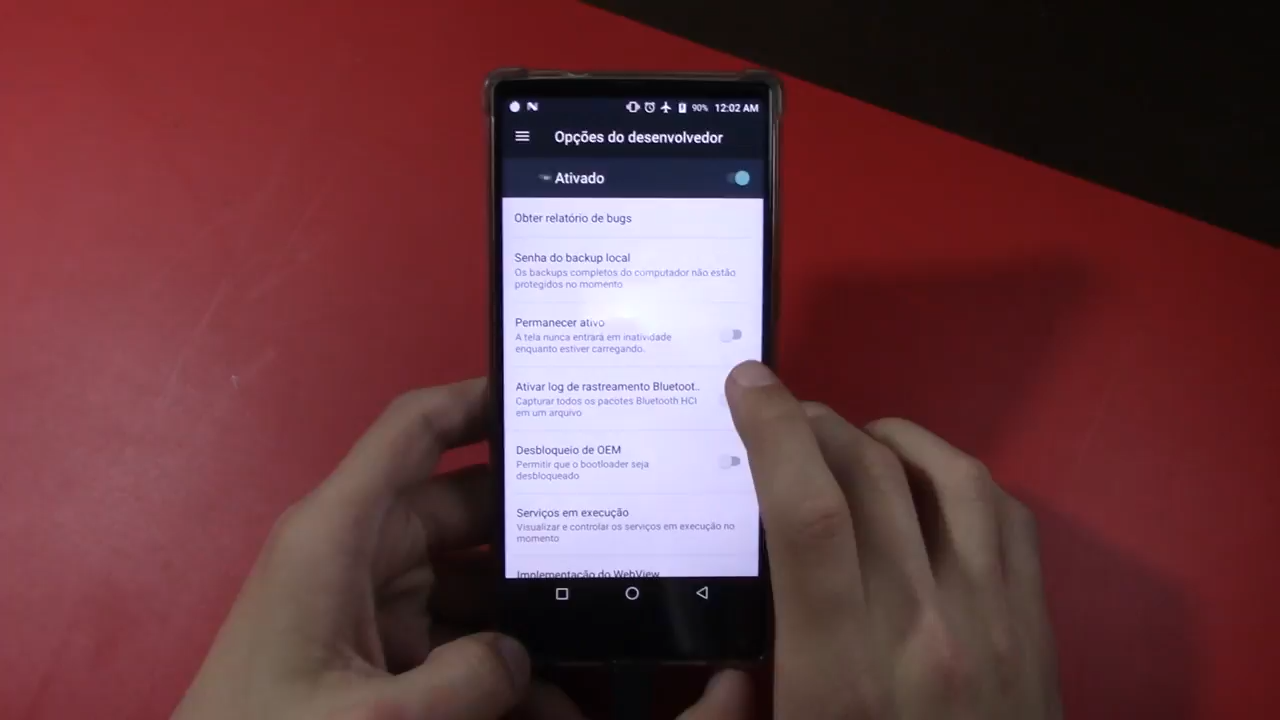 90% 12:02 AM
Opções do desenvolvedor
Ativado
Obter relatório de bugs
Senha do backup local
Os backups completos do computador não estão
protegidos no momento
Permanecer ativo
A tela nunca entrará em inatividade
enquanto estiver carregando.
Ativar log de rastreamento Bluetoot..
Capturar todos os pacotes Bluetooth HCI
em um arquivo
Desbloqueio de OEM
Permitir que o bootloader seja
desbloqueado
Serviços em execução
Visualizar e controlar os serviços em execução no
momento
Implementação do WebView